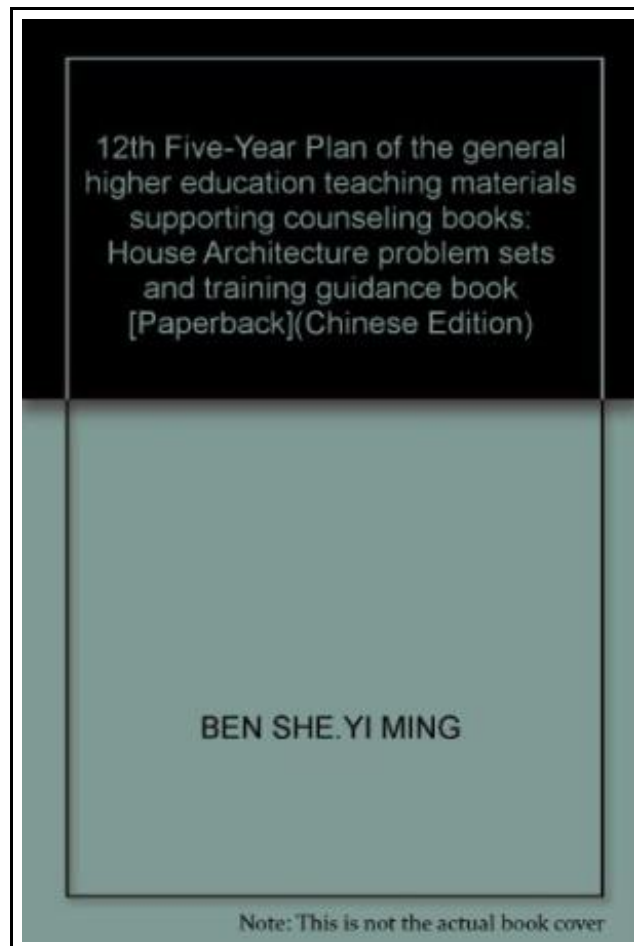 12th Five-Year Plan of the general
higher education teaching materials
supporting counseling books:
House Architecture problem sets
and training guidance book
[Paperback](Chinese Edition)
BEN SHE.YI MING
Note: This is not the actual book cover